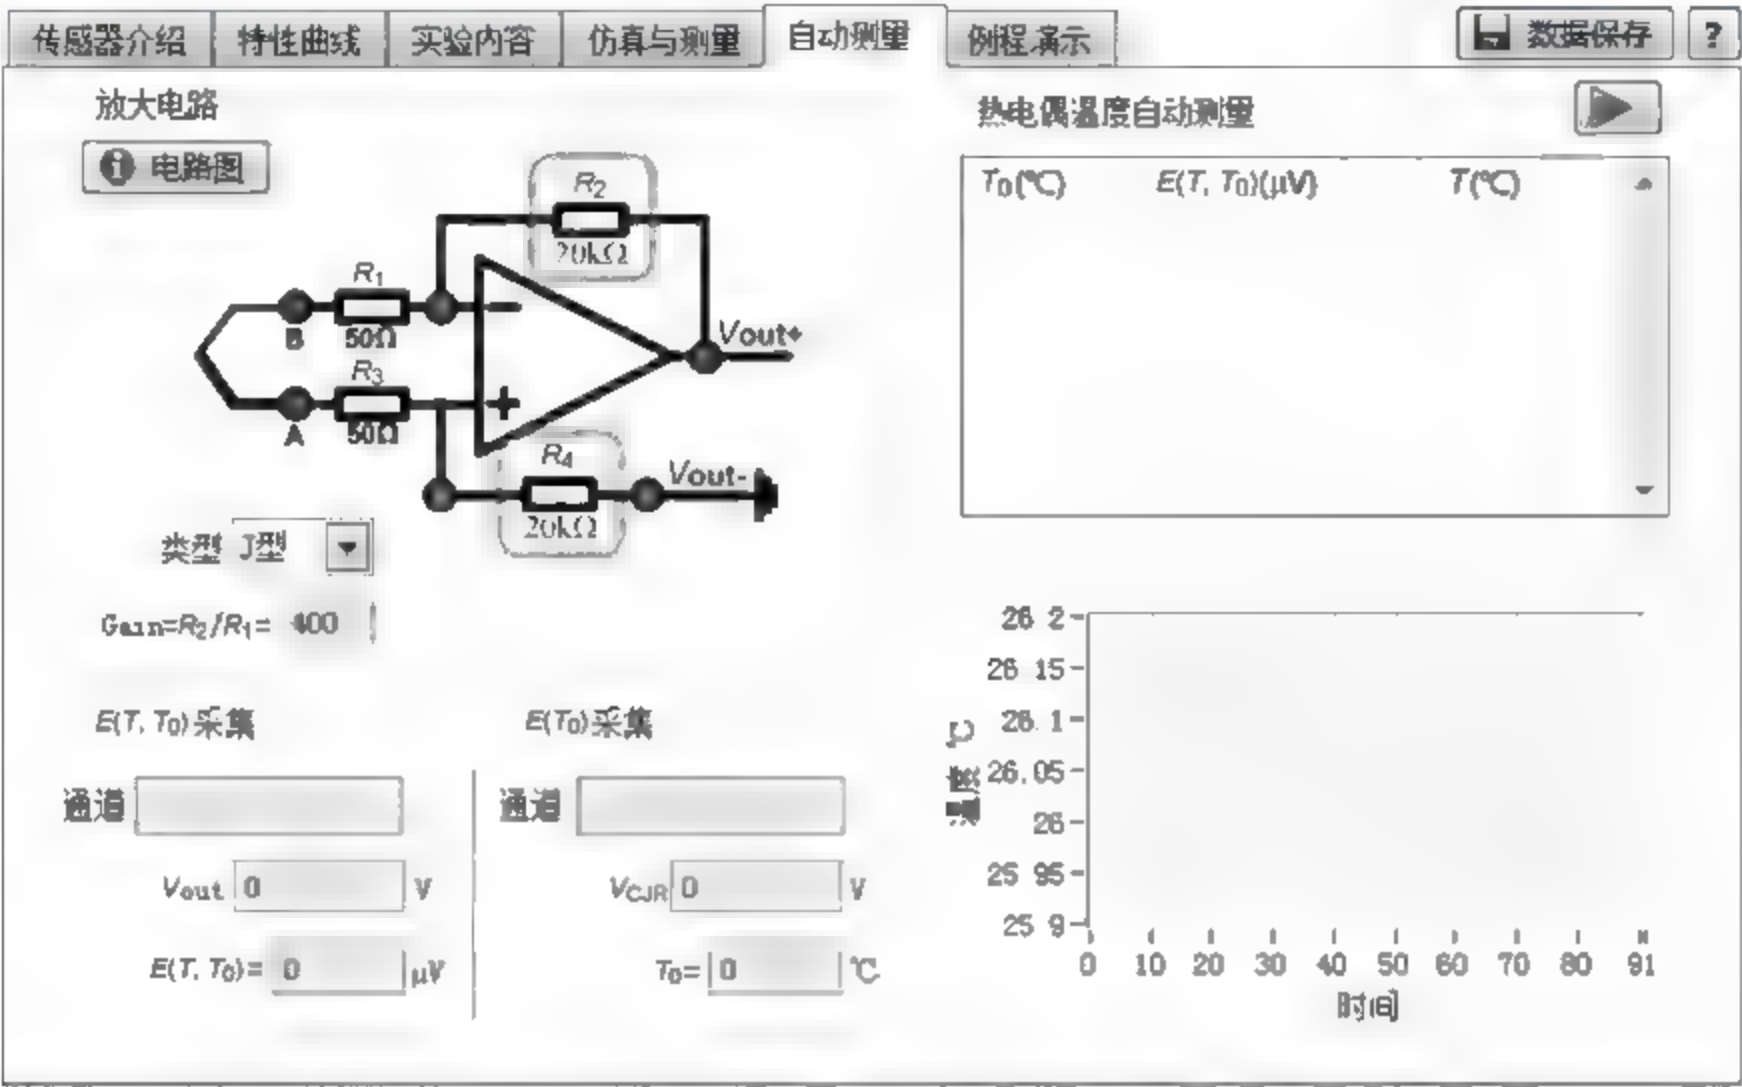 传感器介绍 特性曲线 实验内容 仿真与测量 自动测量 例程演示 数据保存 ?
放大电路
电路图
R2
20kΩ
R1
50Ω
B
R3
50Ω
A
Vout+
R4
20kΩ
Vout-
类型 J型
Gain=R2/R1= 400
E(T, T0)采集
通道
Vout 0 V
E(T, T0)= 0 μV
E(T0)采集
通道
VCJR 0 V
T0= 0 ℃
热电偶温度自动测量
T0(℃) E(T, T0)(μV) T(℃)
温度 ℃
26 2
26 15
26.1
26.05
26
25 95
25 9
0 10 20 30 40 50 60 70 80 91
时间